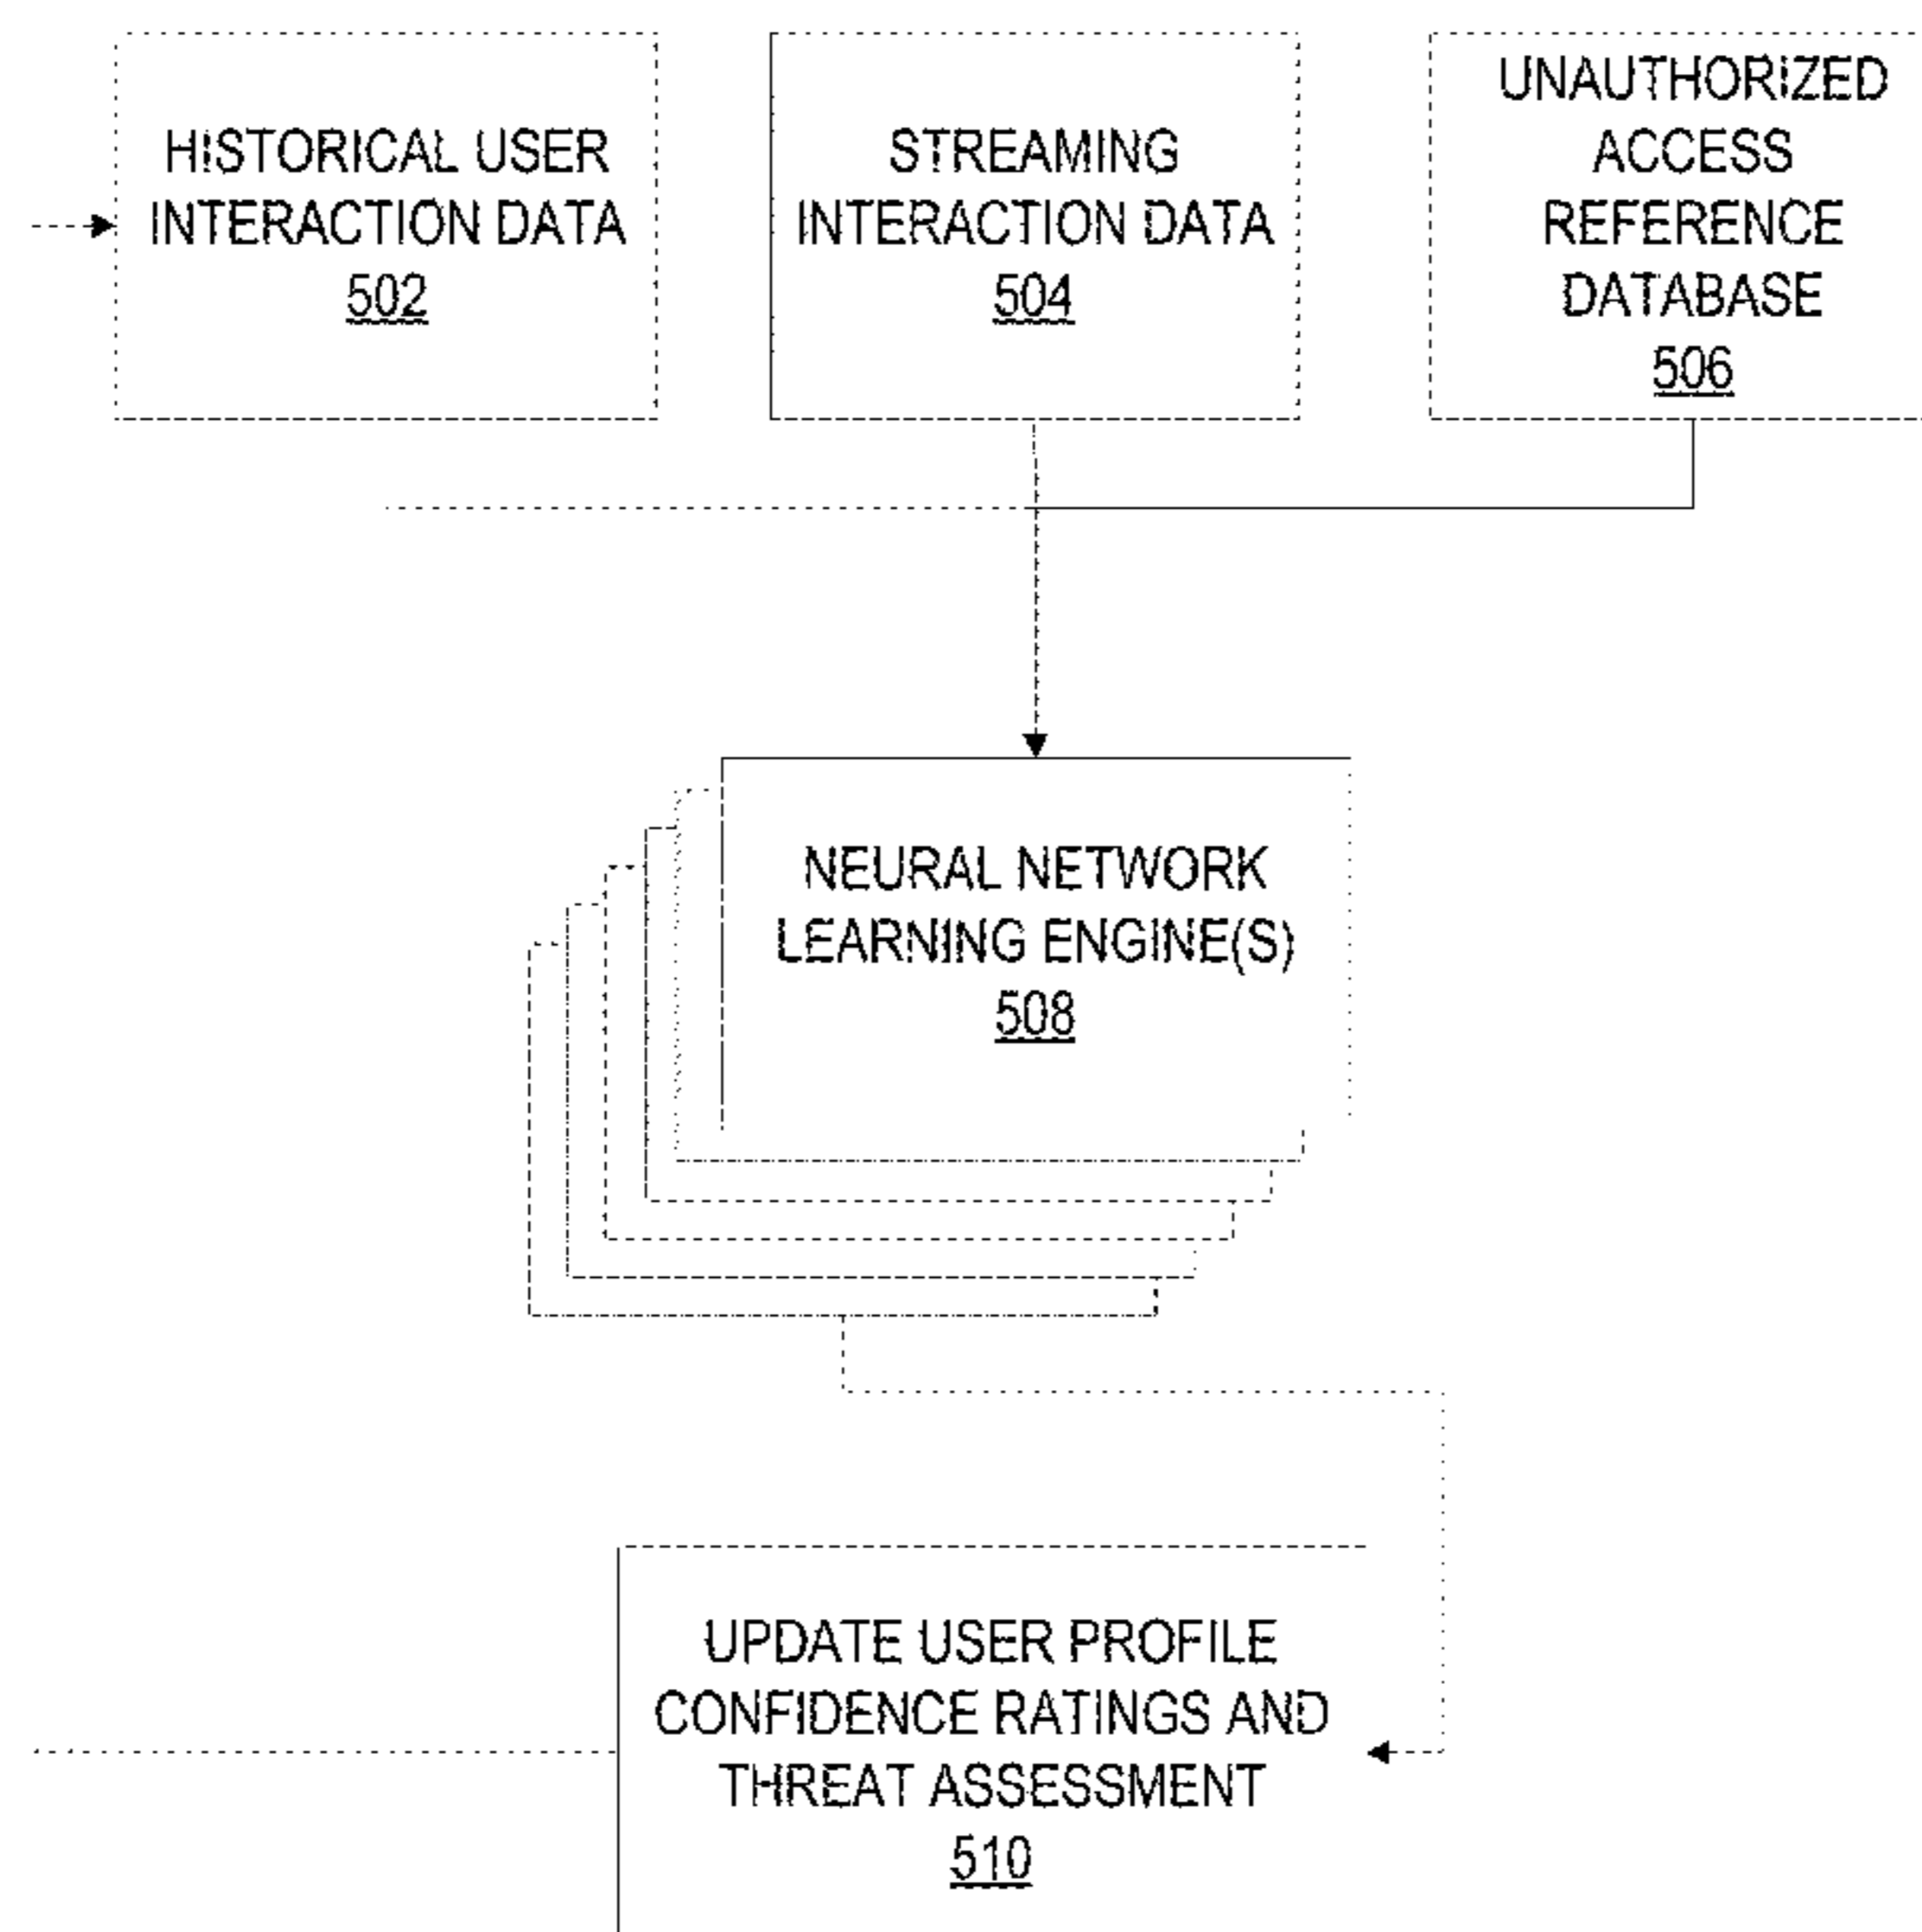 HISTORICAL USER
INTERACTION DATA
502
STREAMING
INTERACTION DATA
504
UNAUTHORIZED
ACCESS
REFERENCE
DATABASE
506
NEURAL NETWORK
LEARNING ENGINE(S)
508
UPDATE USER PROFILE
CONFIDENCE RATINGS AND
THREAT ASSESSMENT
510